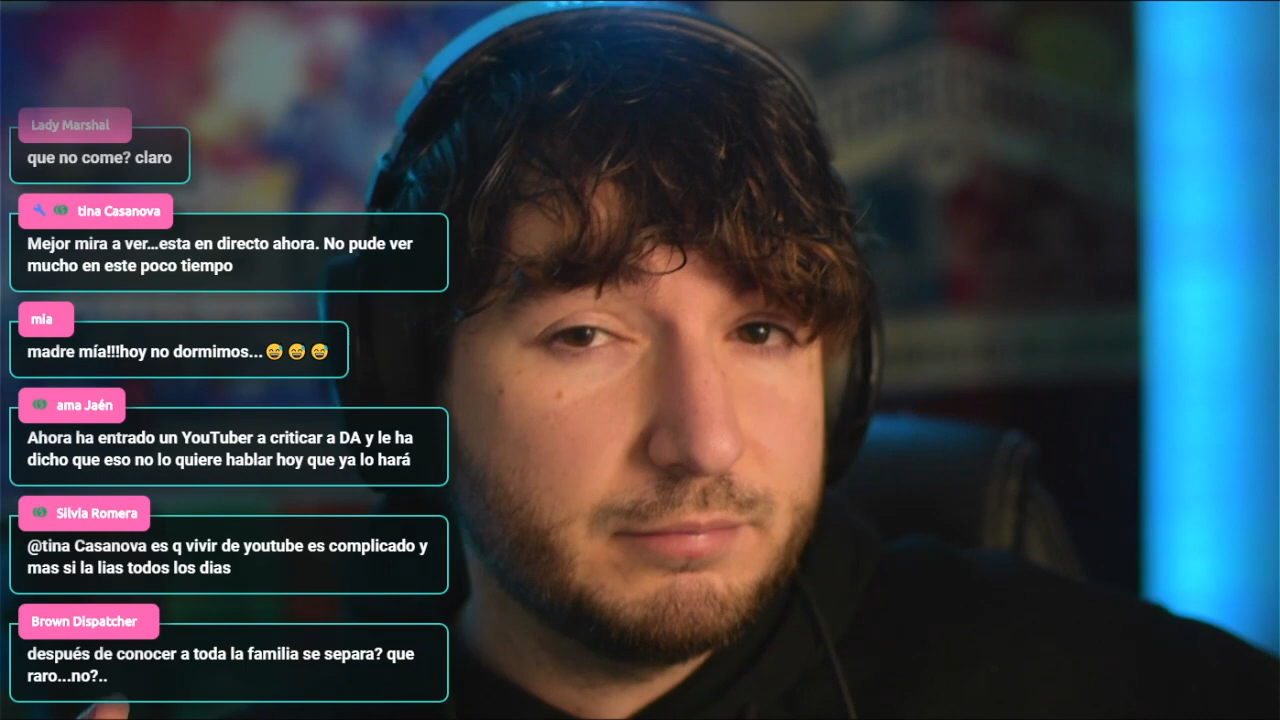 Lady Marshal
que no come? claro
tina Casanova
Mejor mira a ver...esta en directo ahora. No pude ver
mucho en este poco tiempo
mia
madre mía!!!hoy no dormimos...😅😅😅
ama Jaén
Ahora ha entrado un YouTuber a criticar a DA y le ha
dicho que eso no lo quiere hablar hoy que ya lo hará
Silvia Romera
@tina Casanova es q vivir de youtube es complicado y
mas si la lias todos los dias
Brown Dispatcher
después de conocer a toda la familia se separa? que
raro...no?..